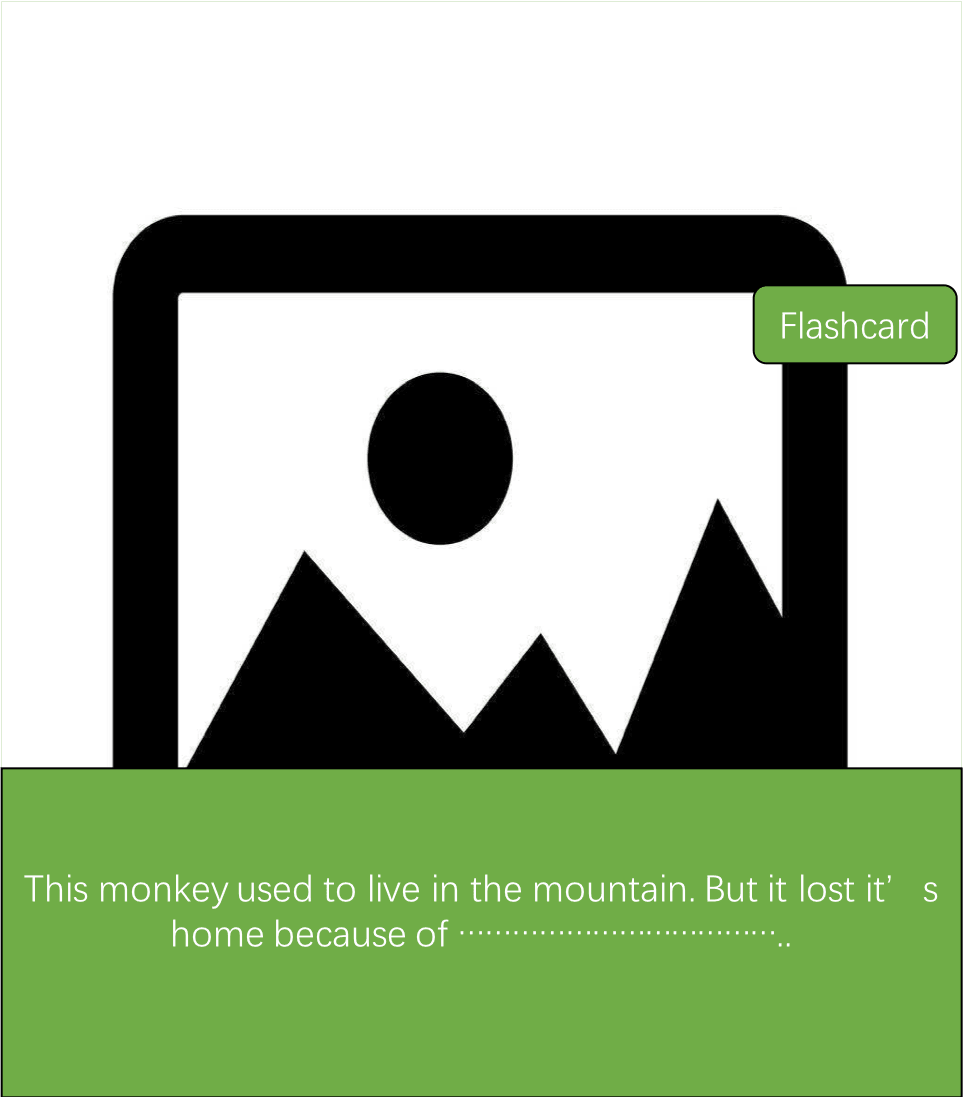 Flashcard
This monkey used to live in the mountain. But it lost it’ s
home because of ………………………………..